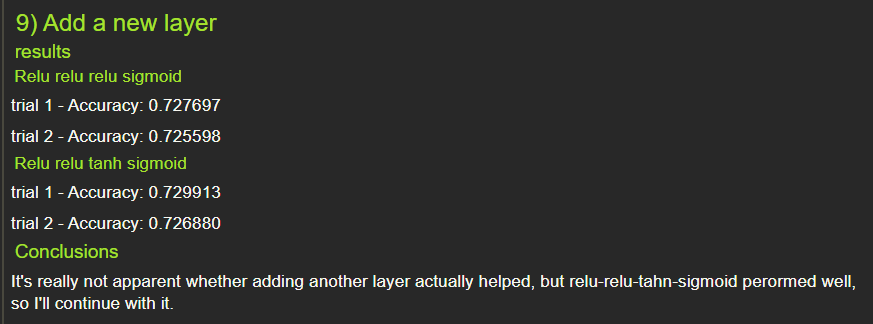 9) Add a new layer
results
Relu relu relu sigmoid
trial 1 - Accuracy: 0.727697
trial 2 - Accuracy: 0.725598
Relu relu tanh sigmoid
trial 1 - Accuracy: 0.729913
trial 2 - Accuracy: 0.726880
Conclusions
It's really not apparent whether adding another layer actually helped, but relu-relu-tahn-sigmoid perormed well,
so I'll continue with it.